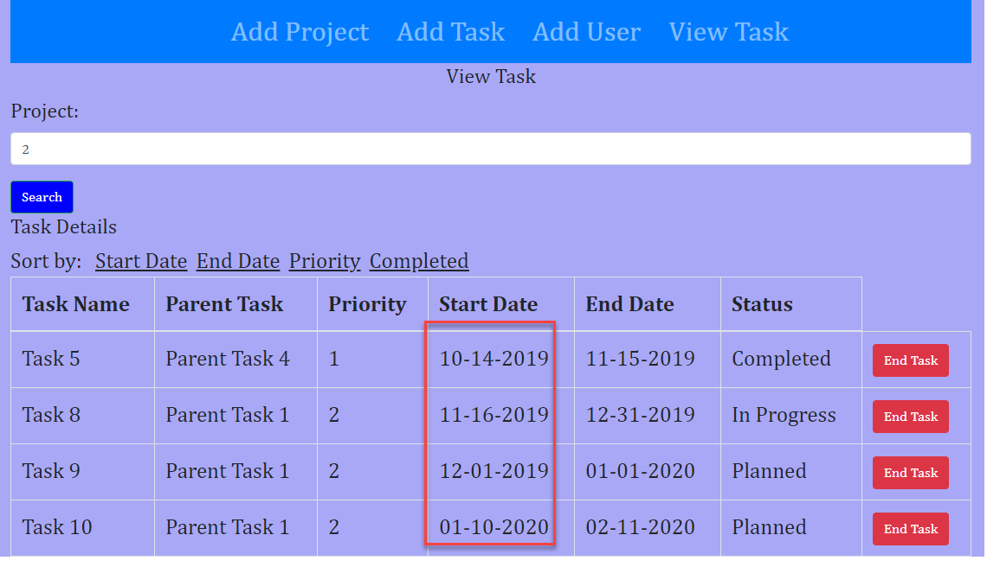 Add Project Add Task Add User View Task
View Task
Project:
2
Search
Task Details
Sort by: Start Date End Date Priority Completed
Task Name Parent Task Priority Start Date End Date Status
Task 5 Parent Task 4 1 10-14-2019 11-15-2019 Completed End Task
Task 8 Parent Task 1 2 11-16-2019 12-31-2019 In Progress End Task
Task 9 Parent Task 1 2 12-01-2019 01-01-2020 Planned End Task
Task 10 Parent Task 1 2 01-10-2020 02-11-2020 Planned End Task